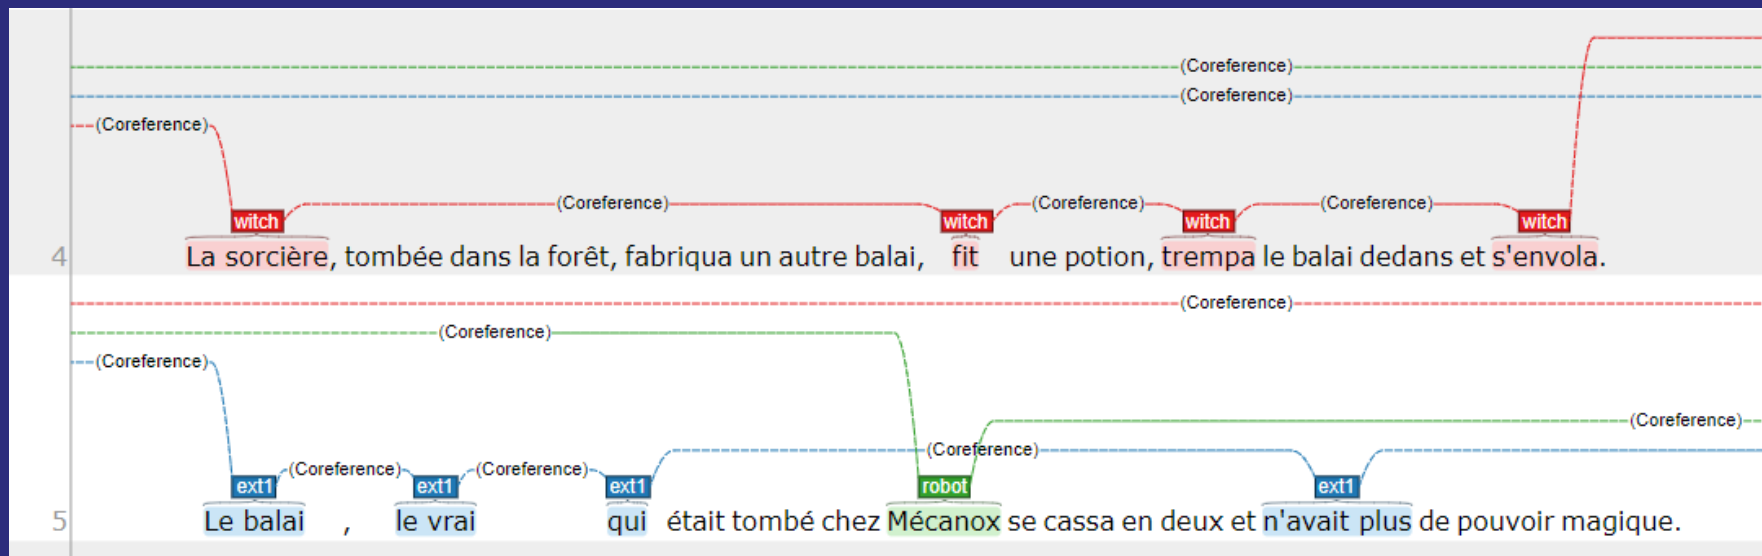 (Coreference)
(Coreference)
(Coreference)
(Coreference) (Coreference) (Coreference)
witch witch witch witch
4 La sorcière, tombée dans la forêt, fabriqua un autre balai, fit une potion, trempa le balai dedans et s'envola.
(Coreference)
(Coreference)
(Coreference)
(Coreference)
(Coreference)
(Coreference) (Coreference)
ext1 ext1 ext1 robot ext1
5 Le balai , le vrai qui était tombé chez Mécanox se cassa en deux et n'avait plus de pouvoir magique.